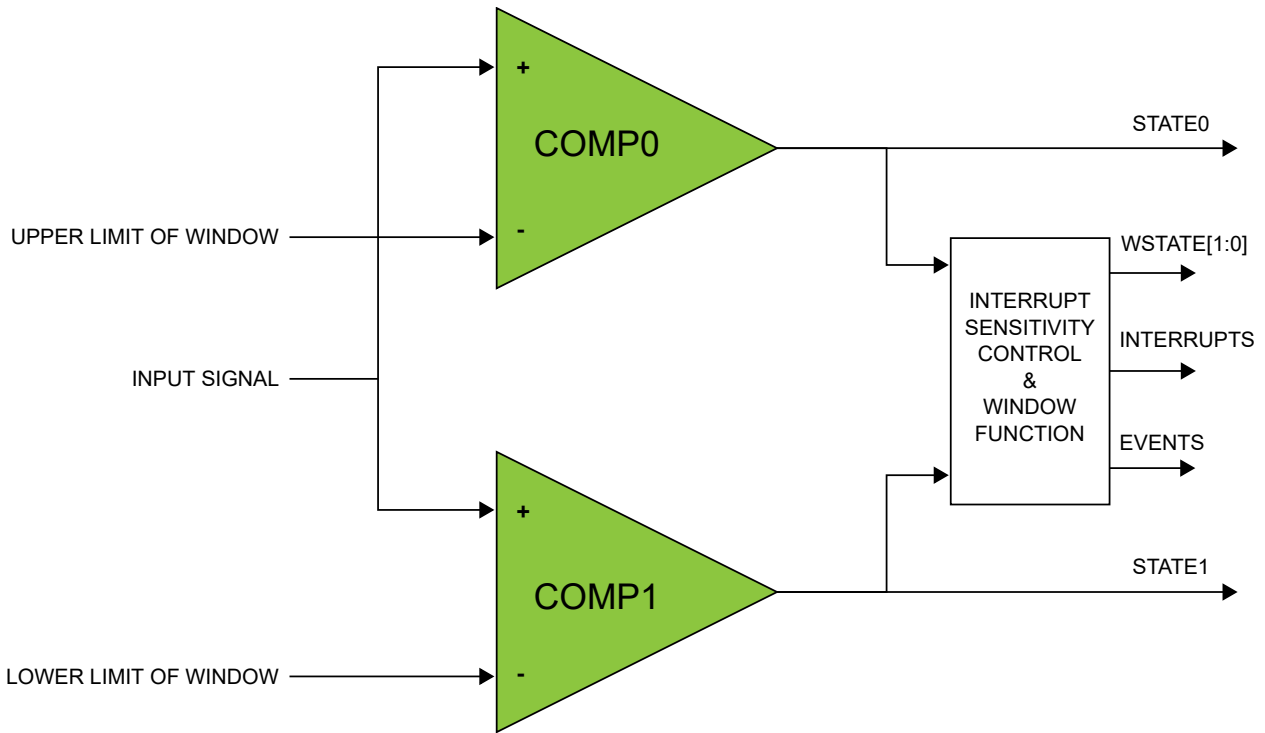 +
COMP0
-
STATE0
UPPER LIMIT OF WINDOW
WSTATE[1:0]
INTERRUPT
SENSITIVITY
CONTROL
&
WINDOW
FUNCTION
INTERRUPTS
INPUT SIGNAL
EVENTS
+
COMP1
-
STATE1
LOWER LIMIT OF WINDOW